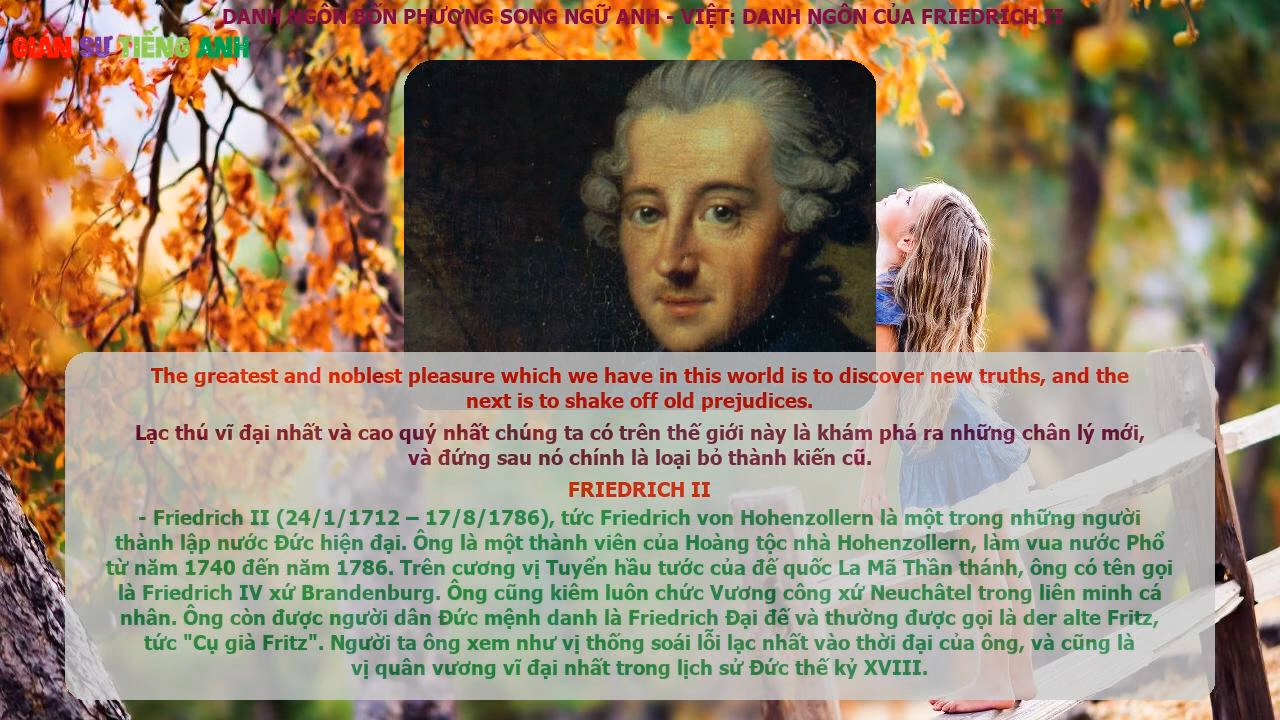 DANH NGÔN BỐN PHƯƠNG SONG NGỮ ANH - VIỆT: DANH NGÔN CỦA FRIEDRICH II
GIÁN SƯ TIẾNG ANH
The greatest and noblest pleasure which we have in this world is to discover new truths, and the
next is to shake off old prejudices.
Lạc thú vĩ đại nhất và cao quý nhất chúng ta có trên thế giới này là khám phá ra những chân lý mới,
và đứng sau nó chính là loại bỏ thành kiến cũ.
FRIEDRICH II
- Friedrich II (24/1/1712 – 17/8/1786), tức Friedrich von Hohenzollern là một trong những người
thành lập nước Đức hiện đại. Ông là một thành viên của Hoàng tộc nhà Hohenzollern, làm vua nước Phổ
từ năm 1740 đến năm 1786. Trên cương vị Tuyển hầu tước của đế quốc La Mã Thần thánh, ông có tên gọi
là Friedrich IV xứ Brandenburg. Ông cũng kiêm luôn chức Vương công xứ Neuchâtel trong liên minh cá
nhân. Ông còn được người dân Đức mệnh danh là Friedrich Đại đế và thường được gọi là der alte Fritz,
tức "Cụ già Fritz". Người ta ông xem như vị thống soái lỗi lạc nhất vào thời đại của ông, và cũng là
vị quân vương vĩ đại nhất trong lịch sử Đức thế kỷ XVIII.